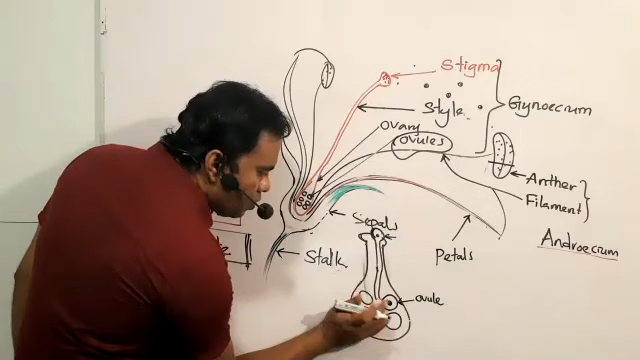 Stigma
Style
Gynoecium
Ovary
Ovules
Anther
Filament
Androecium
Sepals
Stalk
Petals
ovule